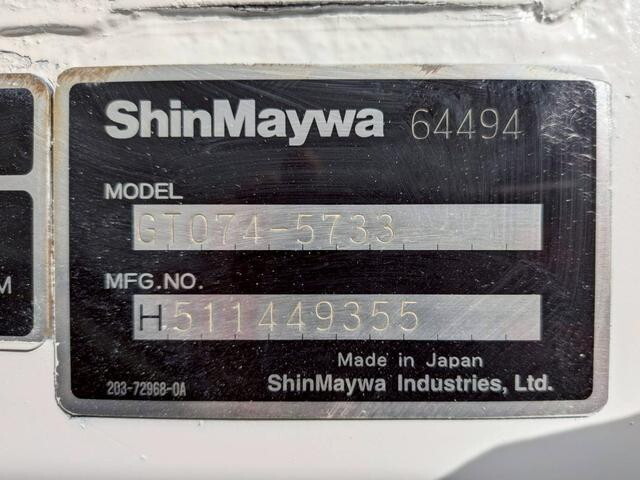 ShinMaywa 64494
MODEL
GT074-5733
MFG.NO.
H511449355
Made in Japan
203-72968-0A ShinMaywa Industries, Ltd.
M